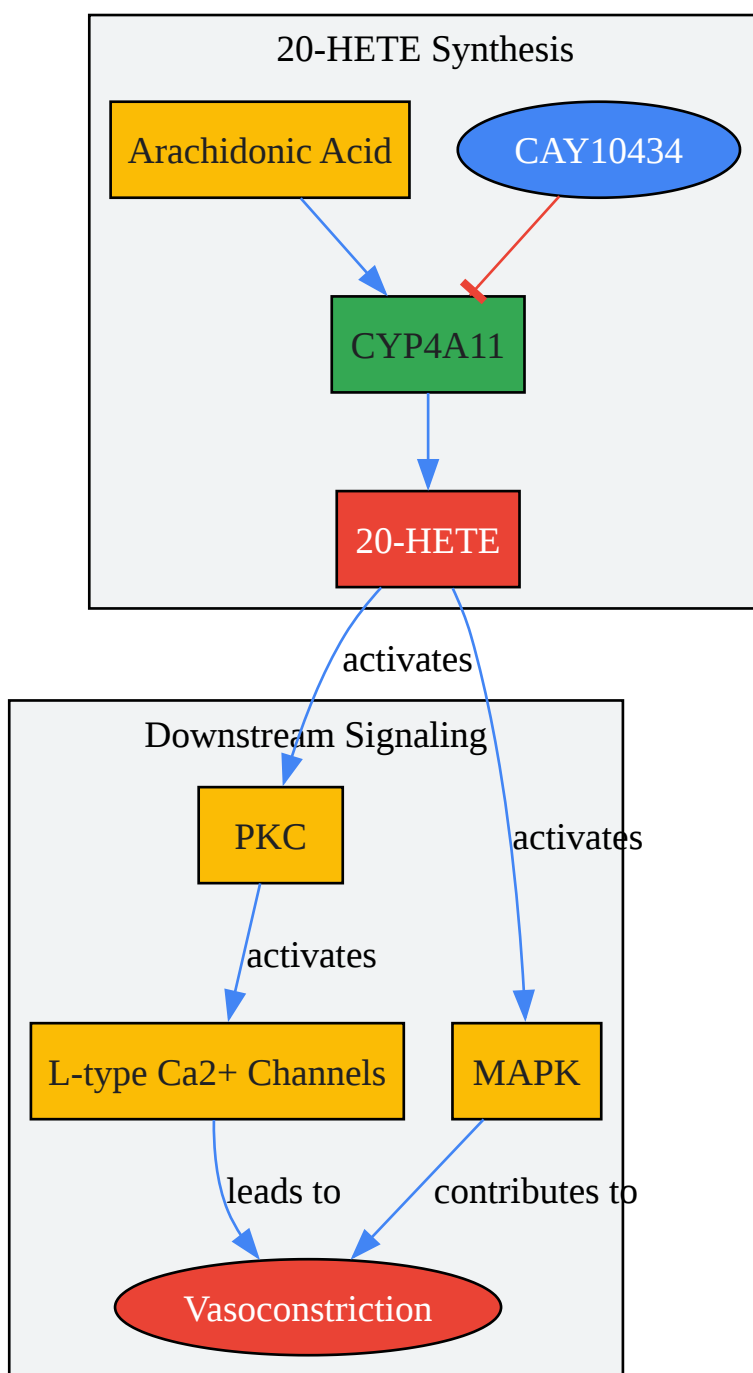 20-HETE Synthesis
Arachidonic Acid
CAY10434
CYP4A11
20-HETE
activates
Downstream Signaling
PKC
activates
activates
L-type Ca2+ Channels
MAPK
leads to
contributes to
Vasoconstriction